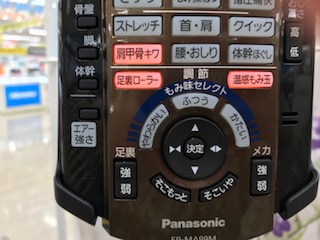 骨盤
脚
体幹
エアー
強さ
ストレッチ
首・肩
クイック
高
低
肩甲骨キワ
腰・おしり
体幹ほぐし
足裏ローラー
調節
温感もみ玉
もみ味セレクト
やわらかい
ふつう
かたい
決定
足裏
強
弱
メカ
強
弱
そこもっと
そこいや
Panasonic
EP-MA99M